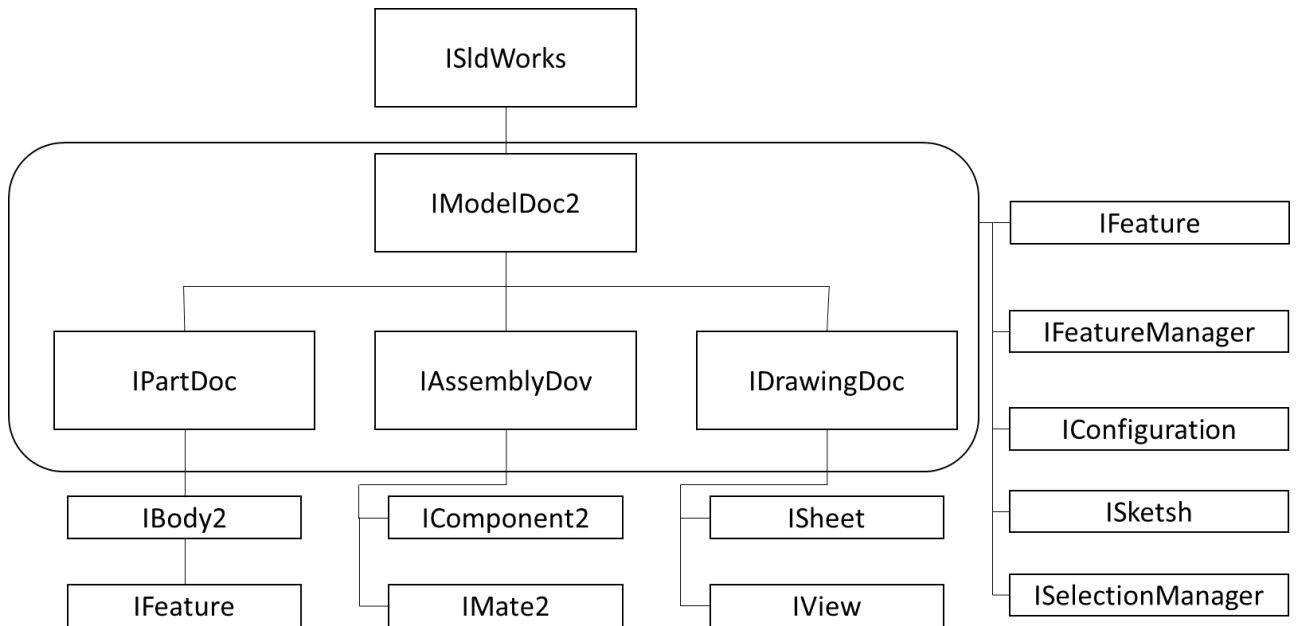 ISldWorks
IModelDoc2
IFeature
IFeatureManager
IPartDoc
IAssemblyDov
IDrawingDoc
IConfiguration
IBody2
IComponent2
ISheet
ISketsh
IFeature
IMate2
IView
ISelectionManager